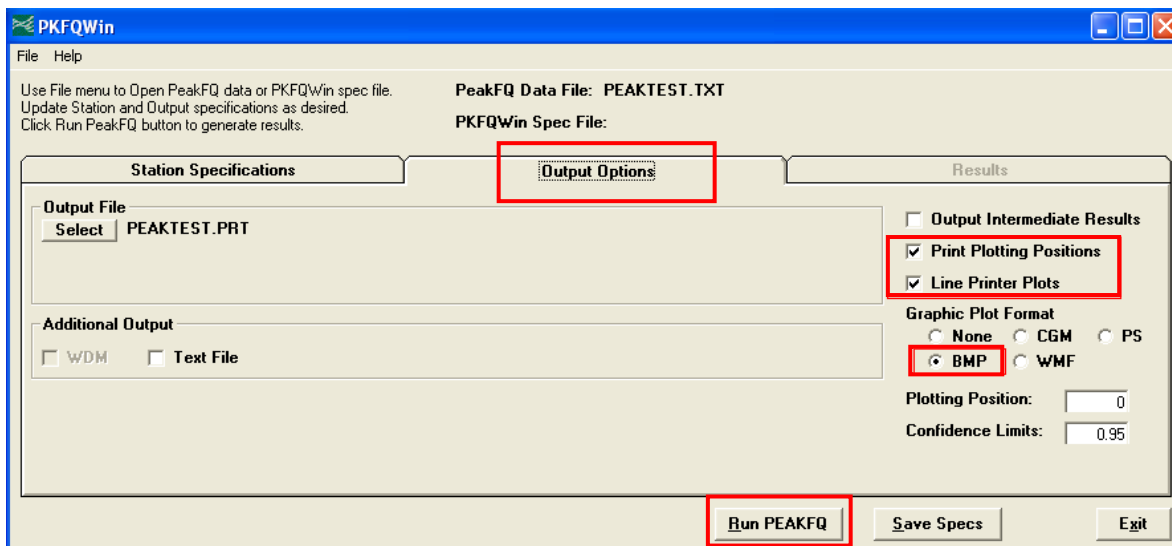 PKFQWin
File Help
Use File menu to Open PeakFQ data or PKFQWin spec file.
Update Station and Output specifications as desired.
Click Run PeakFQ button to generate results.
PeakFQ Data File: PEAKTEST.TXT
PKFQWin Spec File:
Station Specifications
Output Options
Results
Output File
Select PEAKTEST.PRT
Additional Output
WDM Text File
Output Intermediate Results
Print Plotting Positions
Line Printer Plots
Graphic Plot Format
None CGM PS
BMP WMF
Plotting Position: 0
Confidence Limits: 0.95
Run PEAKFQ
Save Specs
Exit